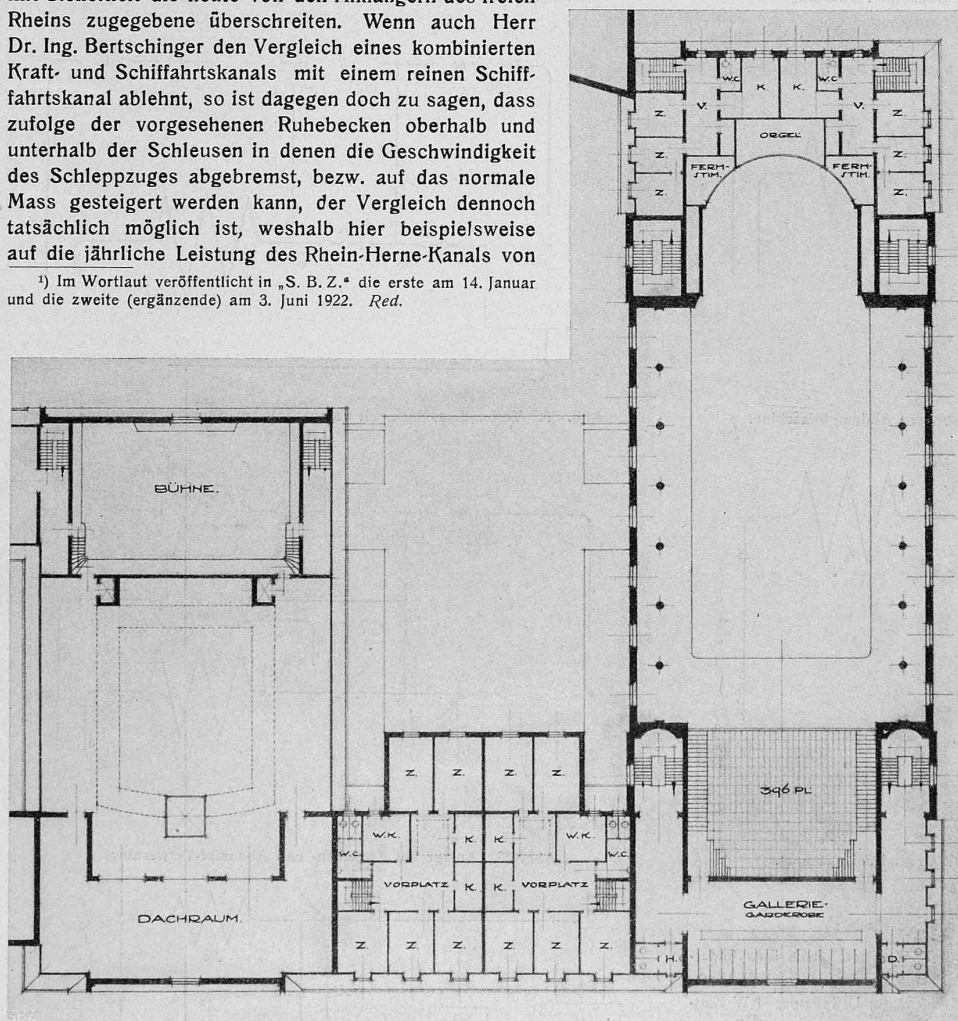 Rheins zugegebene überschreiten. Wenn auch Herr
Dr. Ing. Bertschinger den Vergleich eines kombinierten
Kraft- und Schiffahrtskanals mit einem reinen Schiff-
fahrtskanal ablehnt, so ist dagegen doch zu sagen, dass
zufolge der vorgesehenen Ruhebecken oberhalb und
unterhalb der Schleusen in denen die Geschwindigkeit
des Schleppzuges abgebremst, bezw. auf das normale
Mass gesteigert werden kann, der Vergleich dennoch
tatsächlich möglich ist, weshalb hier beispielsweise
auf die jährliche Leistung des Rhein-Herne-Kanals von
¹) Im Wortlaut veröffentlicht in „S. B. Z.“ die erste am 14. Januar
und die zweite (ergänzende) am 3. Juni 1922. Red.
W.C. K. K. W.C.
Z. V. V. Z.
ORGEL
Z. FERM- FERM- Z.
STIM. STIM.
Z. Z.
BÜHNE.
Z. Z. Z. Z.
396 PL
W.K. K. K. W.K.
W.C. W.C.
VORPLATZ K. K. VORPLATZ
GALLERIE-
GARDEROBE
DACHRAUM.
Z. Z. Z. Z. Z. Z.
H. D.